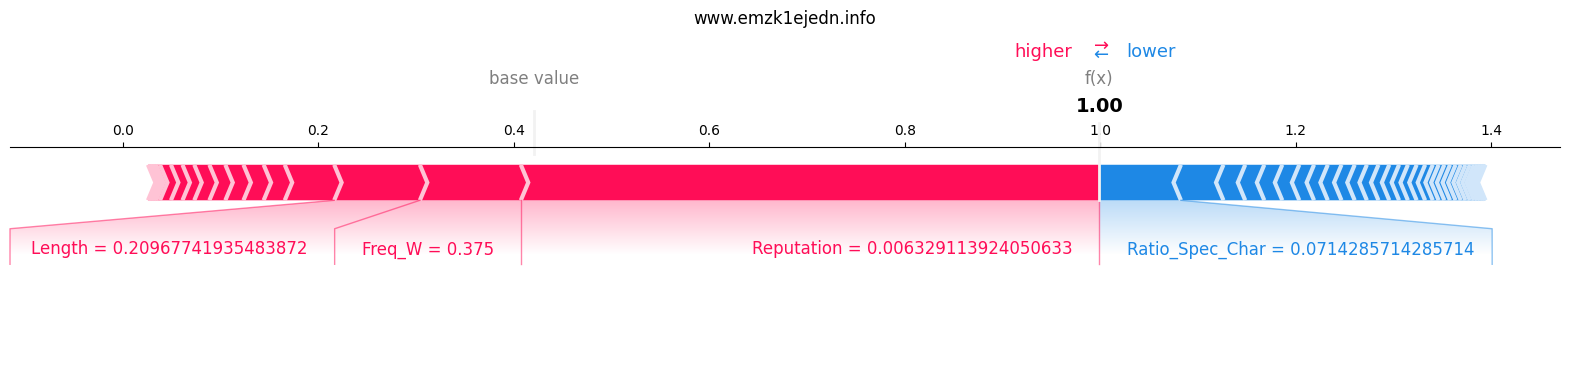 www.emzk1ejedn.info
higher ⇄ lower
base value f(x)
1.00
0.0 0.2 0.4 0.6 0.8 1.0 1.2 1.4
Length = 0.20967741935483872 Freq_W = 0.375 Reputation = 0.006329113924050633 Ratio_Spec_Char = 0.0714285714285714